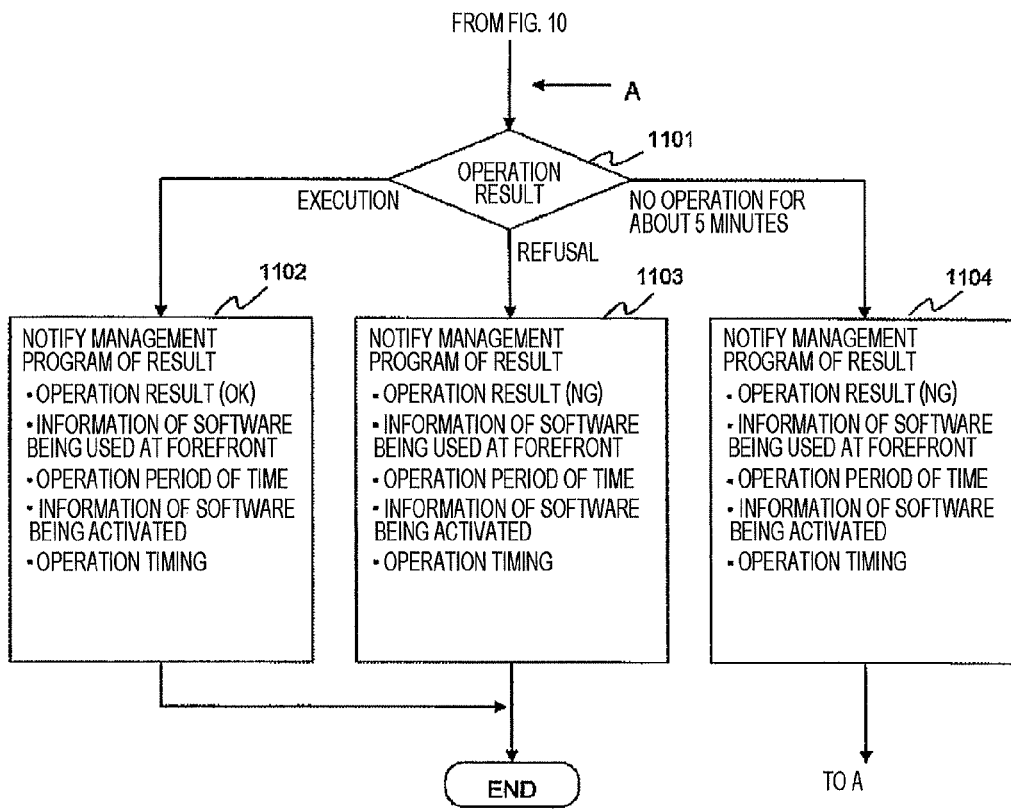 FROM FIG. 10
A
1101
OPERATION
RESULT
EXECUTION
NO OPERATION FOR
ABOUT 5 MINUTES
REFUSAL
1102
NOTIFY MANAGEMENT
PROGRAM OF RESULT
• OPERATION RESULT (OK)
• INFORMATION OF SOFTWARE
BEING USED AT FOREFRONT
• OPERATION PERIOD OF TIME
• INFORMATION OF SOFTWARE
BEING ACTIVATED
• OPERATION TIMING
1103
NOTIFY MANAGEMENT
PROGRAM OF RESULT
• OPERATION RESULT (NG)
• INFORMATION OF SOFTWARE
BEING USED AT FOREFRONT
• OPERATION PERIOD OF TIME
• INFORMATION OF SOFTWARE
BEING ACTIVATED
• OPERATION TIMING
1104
NOTIFY MANAGEMENT
PROGRAM OF RESULT
• OPERATION RESULT (NG)
• INFORMATION OF SOFTWARE
BEING USED AT FOREFRONT
• OPERATION PERIOD OF TIME
• INFORMATION OF SOFTWARE
BEING ACTIVATED
• OPERATION TIMING
END
TO A